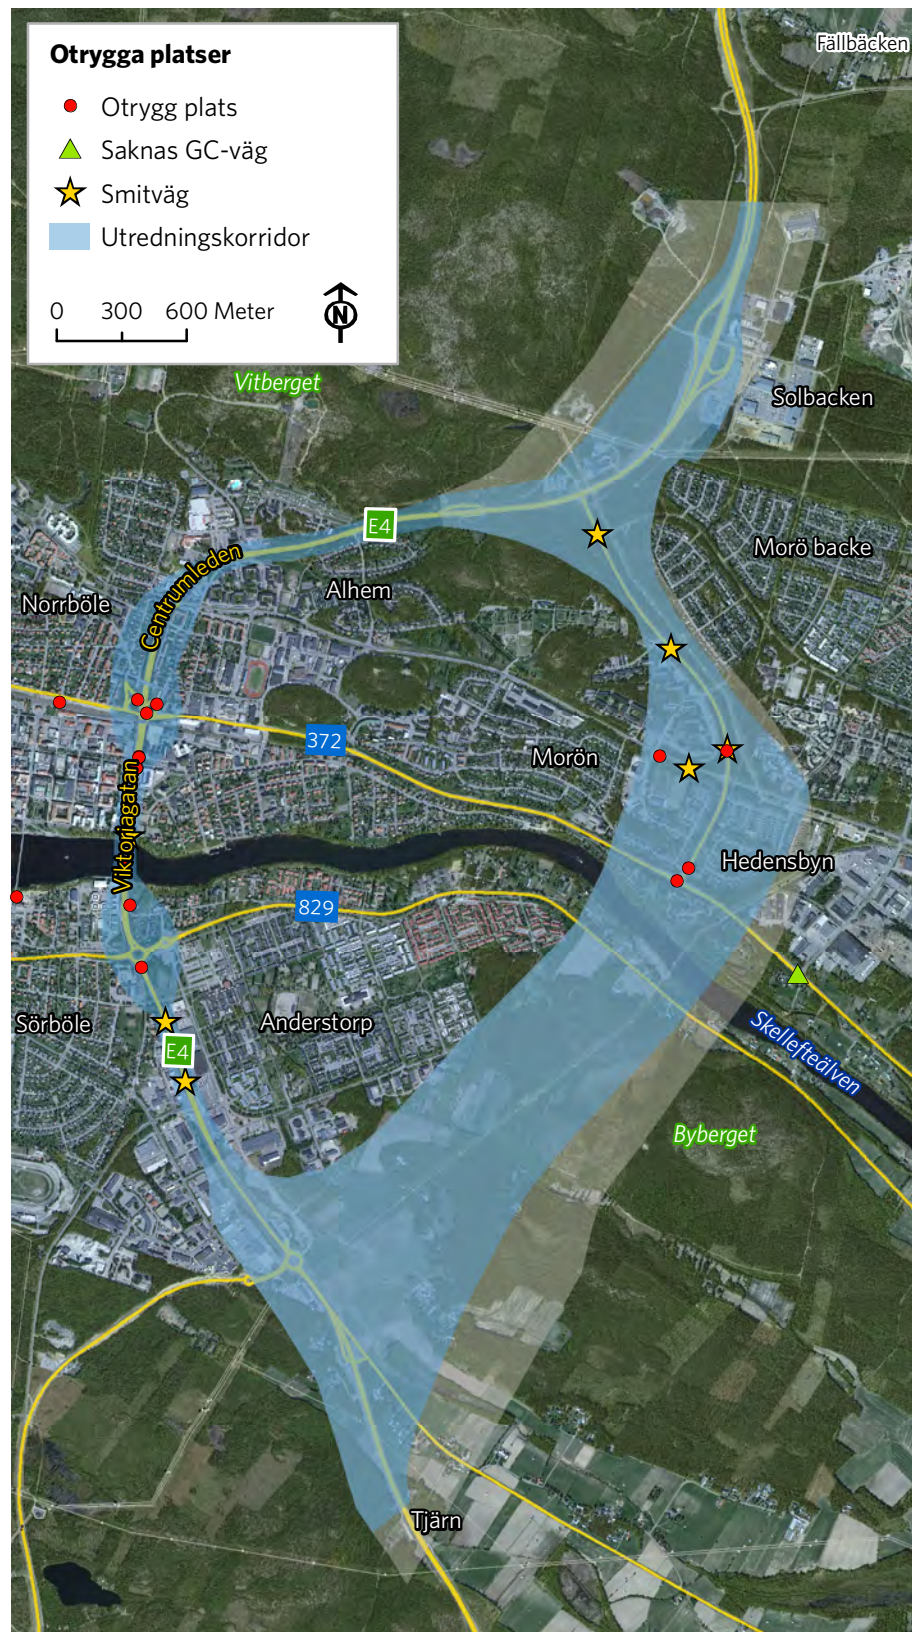 Otrygga platser
Otrygg plats
Saknas GC-väg
Smitväg
Utredningskorridor
0 300 600 Meter
N
Fällbäcken
Vitberget
Solbacken
E4
Morö backe
Centrumleden
Alhem
Norrböle
372
Morön
Viktoriagatan
Hedensbyn
829
Sörböle
Anderstorp
E4
Skellefteälven
Byberget
Tjärn